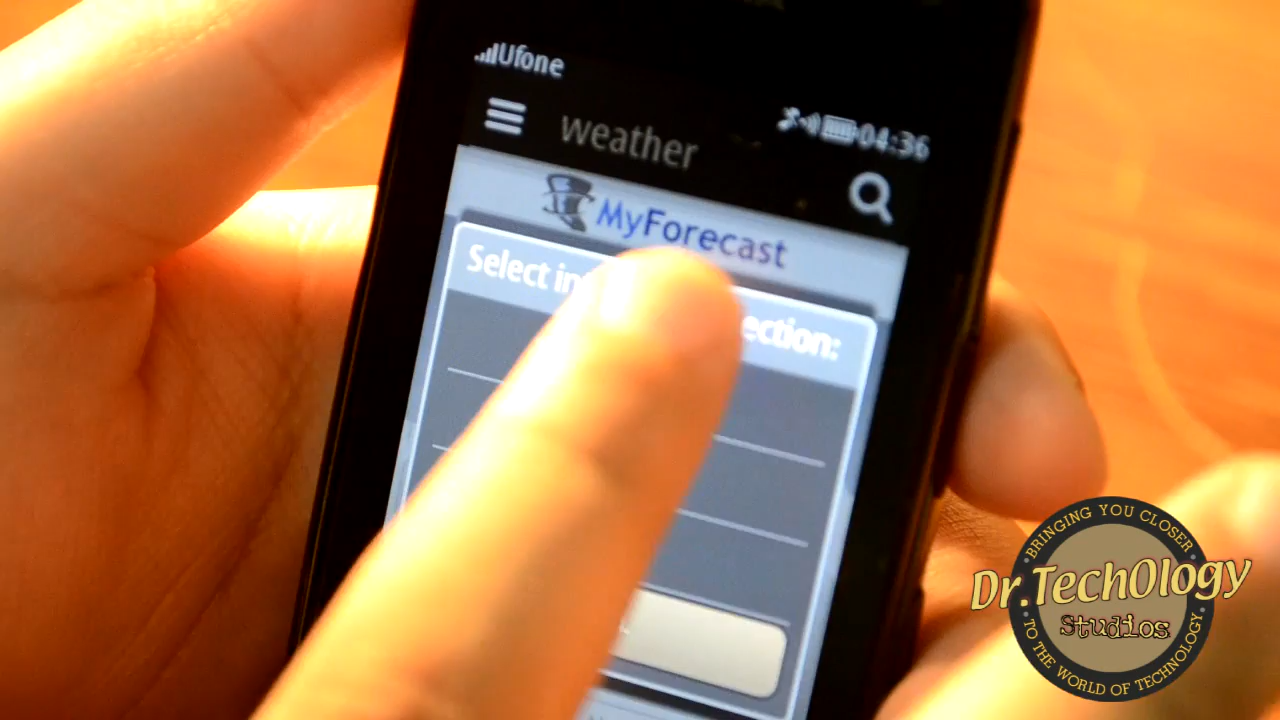 Ufone
04:36
weather
MyForecast
Select in
ection:
BRINGING YOU CLOSER
Dr.TechOlogy
Studios
TO THE WORLD OF TECHNOLOGY